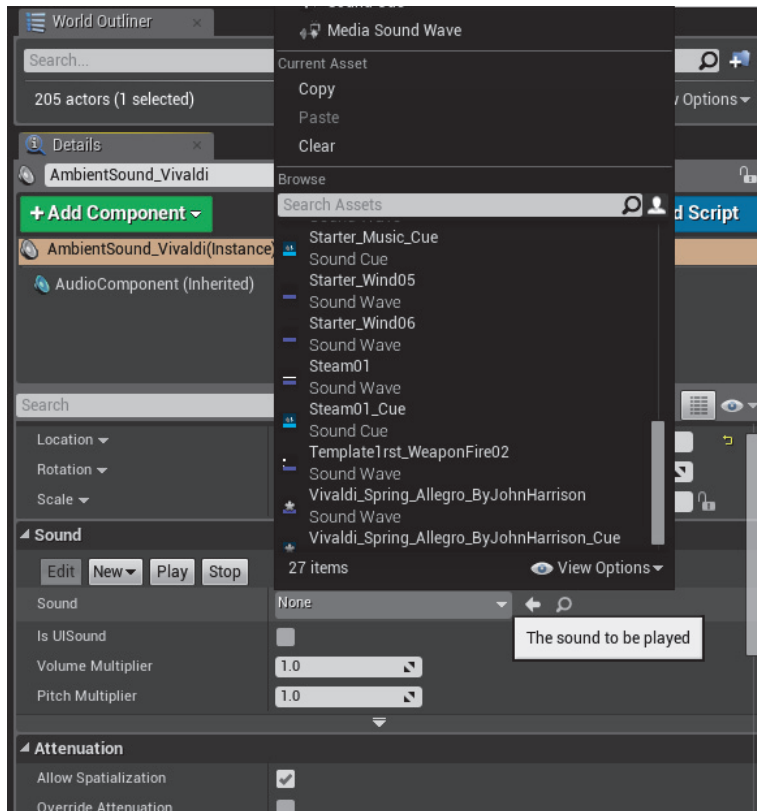 World Outliner
Sound Cue
Media Sound Wave
Search...
Current Asset
205 actors (1 selected)
Copy
w Options
Paste
Details
Clear
AmbientSound_Vivaldi
Browse
+ Add Component
Search Assets
d Script
Sound Wave
AmbientSound_Vivaldi(Instance)
Starter_Music_Cue
Sound Cue
AudioComponent (Inherited)
Starter_Wind05
Sound Wave
Starter_Wind06
Sound Wave
Steam01
Sound Wave
Search
Steam01_Cue
Sound Cue
Location
Template1rst_WeaponFire02
Rotation
Sound Wave
Scale
Vivaldi_Spring_Allegro_ByJohnHarrison
Sound Wave
Sound
Vivaldi_Spring_Allegro_ByJohnHarrison_Cue
Edit New Play Stop
27 items
View Options
Sound
None
Is UISound
The sound to be played
Volume Multiplier
1.0
Pitch Multiplier
1.0
Attenuation
Allow Spatialization
Override Attenuation